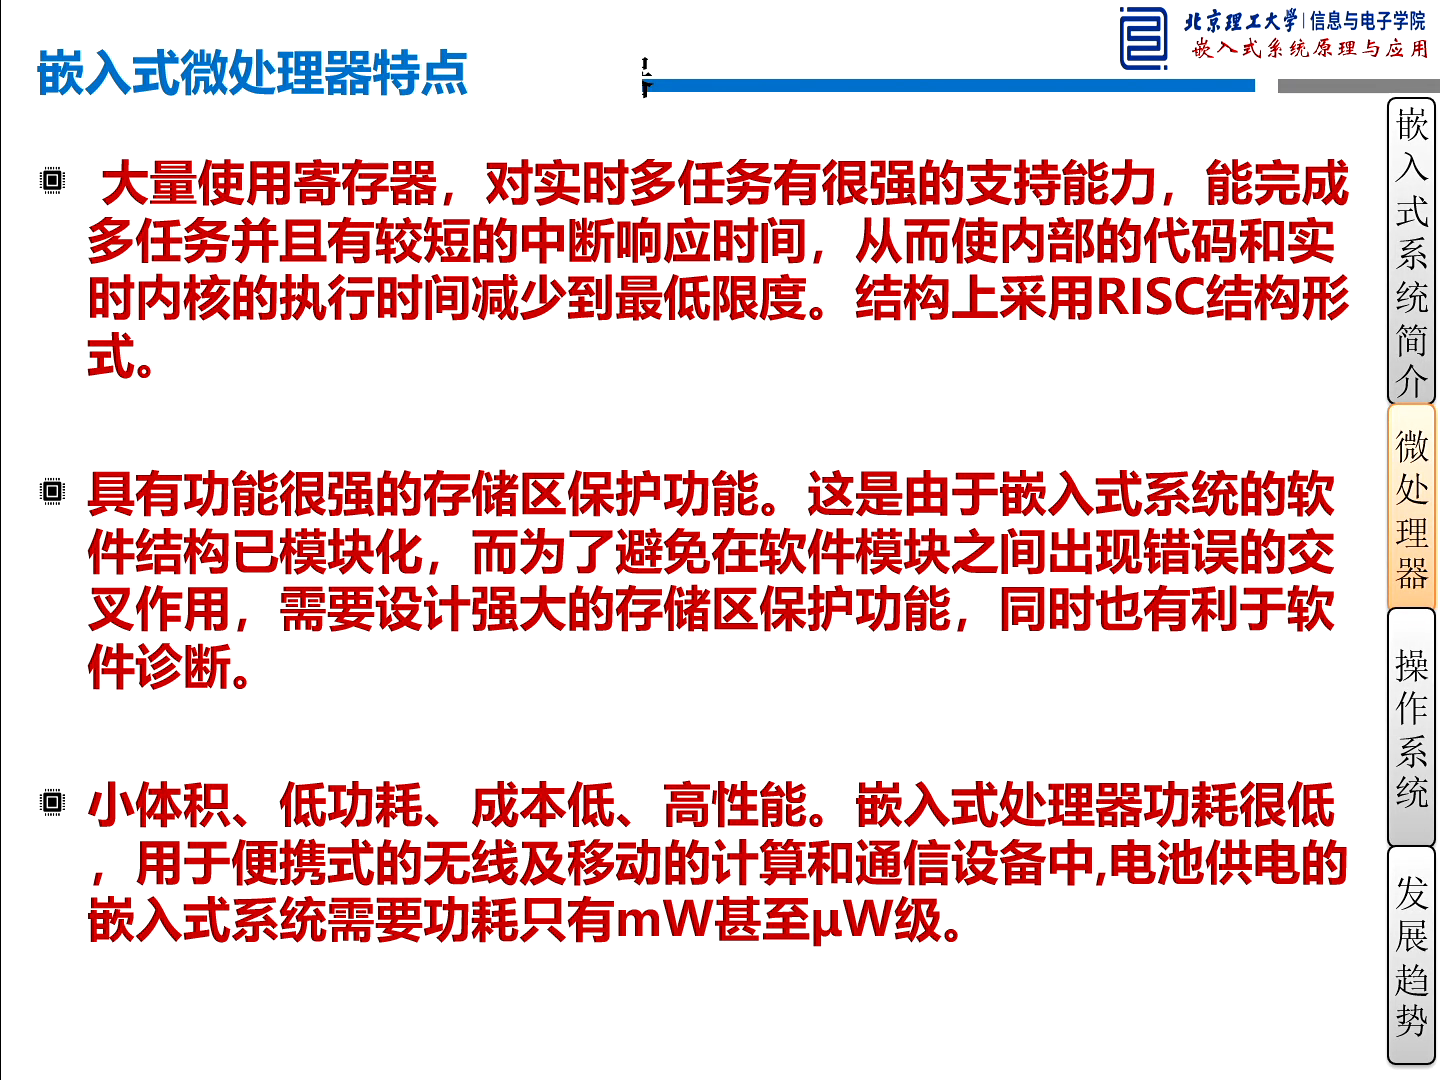 北京理工大学 信息与电子学院
嵌入式系统原理与应用
嵌入式微处理器特点
大量使用寄存器，对实时多任务有很强的支持能力，能完成
多任务并且有较短的中断响应时间，从而使内部的代码和实
时内核的执行时间减少到最低限度。结构上采用RISC结构形
式。
具有功能很强的存储区保护功能。这是由于嵌入式系统的软
件结构已模块化，而为了避免在软件模块之间出现错误的交
叉作用，需要设计强大的存储区保护功能，同时也有利于软
件诊断。
小体积、低功耗、成本低、高性能。嵌入式处理器功耗很低
，用于便携式的无线及移动的计算和通信设备中,电池供电的
嵌入式系统需要功耗只有mW甚至μW级。
嵌入式系统简介
微处理器
操作系统
发展趋势